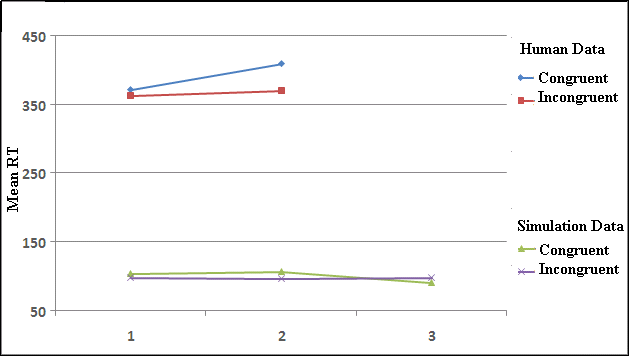 450
350
250
150
50
Mean RT
1 2 3
Human Data
Congruent
Incongruent
Simulation Data
Congruent
Incongruent